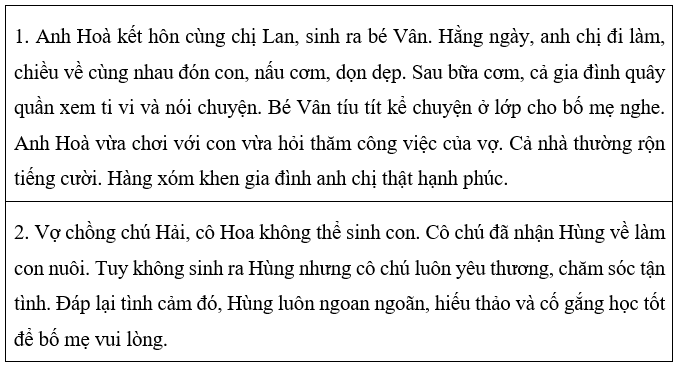 1. Anh Hoà kết hôn cùng chị Lan, sinh ra bé Vân. Hằng ngày, anh chị đi làm,
chiều về cùng nhau đón con, nấu cơm, dọn dẹp. Sau bữa cơm, cả gia đình quây
quần xem ti vi và nói chuyện. Bé Vân tíu tít kể chuyện ở lớp cho bố mẹ nghe.
Anh Hoà vừa chơi với con vừa hỏi thăm công việc của vợ. Cả nhà thường rộn
tiếng cười. Hàng xóm khen gia đình anh chị thật hạnh phúc.
2. Vợ chồng chú Hải, cô Hoa không thể sinh con. Cô chú đã nhận Hùng về làm
con nuôi. Tuy không sinh ra Hùng nhưng cô chú luôn yêu thương, chăm sóc tận
tình. Đáp lại tình cảm đó, Hùng luôn ngoan ngoãn, hiếu thảo và cố gắng học tốt
để bố mẹ vui lòng.